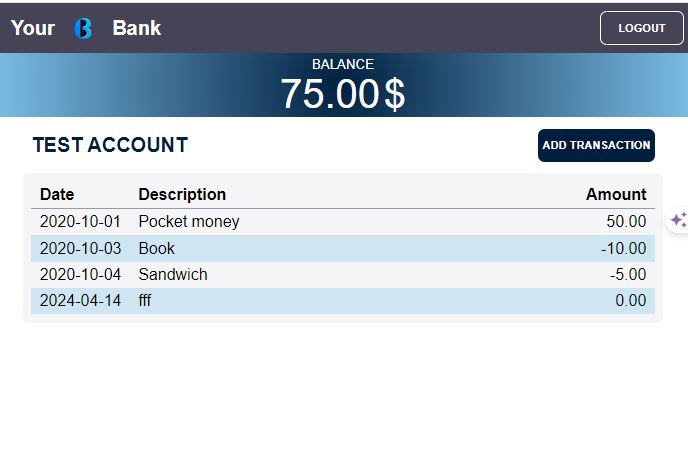 Your B Bank
LOGOUT
BALANCE
75.00$
TEST ACCOUNT
ADD TRANSACTION
Date Description Amount
2020-10-01 Pocket money 50.00
2020-10-03 Book -10.00
2020-10-04 Sandwich -5.00
2024-04-14 fff 0.00